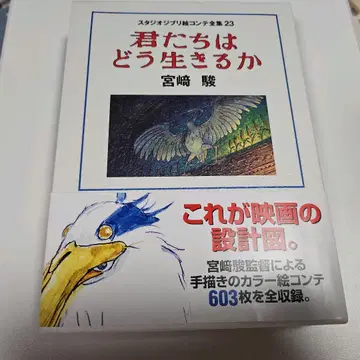 スタジオジブリ絵コンテ全集23
君たちは
どう生きるか
宮﨑 駿
これが映画の
設計図。
宮﨑駿監督による
手描きのカラー絵コンテ
603枚を全収録。